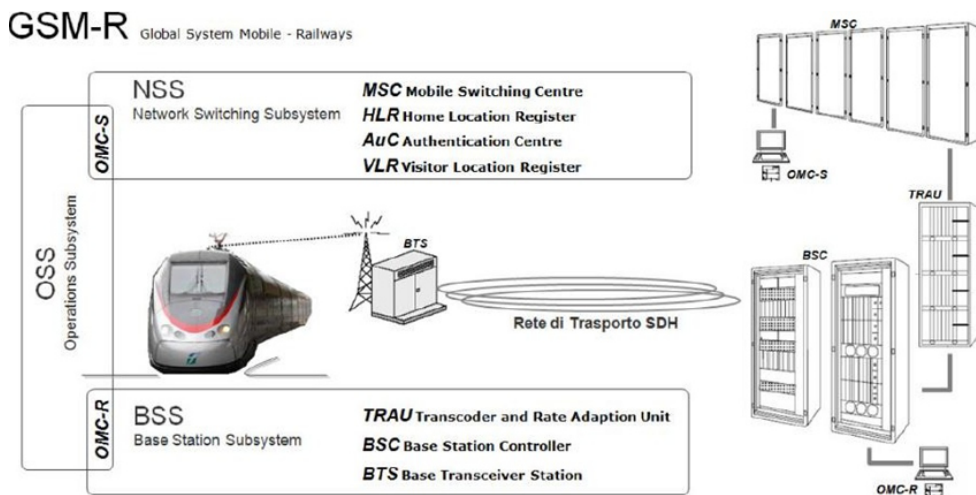 GSM-R Global System Mobile - Railways
NSS
Network Switching Subsystem
MSC Mobile Switching Centre
HLR Home Location Register
AuC Authentication Centre
VLR Visitor Location Register
OMC-S
OSS
Operations Subsystem
BTS
Rete di Trasporto SDH
MSC
OMC-S
TRAU
BSC
OMC-R
BSS
Base Station Subsystem
TRAU Transcoder and Rate Adaption Unit
BSC Base Station Controller
BTS Base Transceiver Station
OMC-R